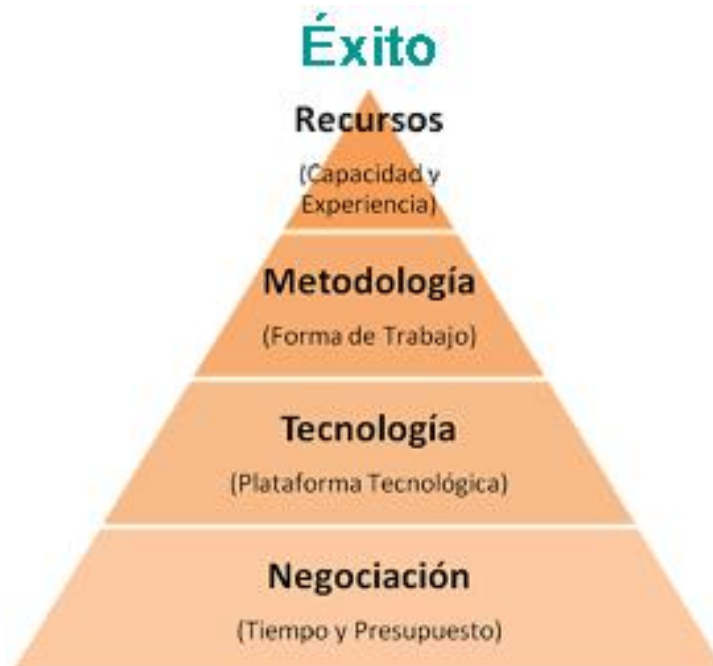 Éxito
Recursos
(Capacidad y
Experiencia)
Metodología
(Forma de Trabajo)
Tecnología
(Plataforma Tecnológica)
Negociación
(Tiempo y Presupuesto)